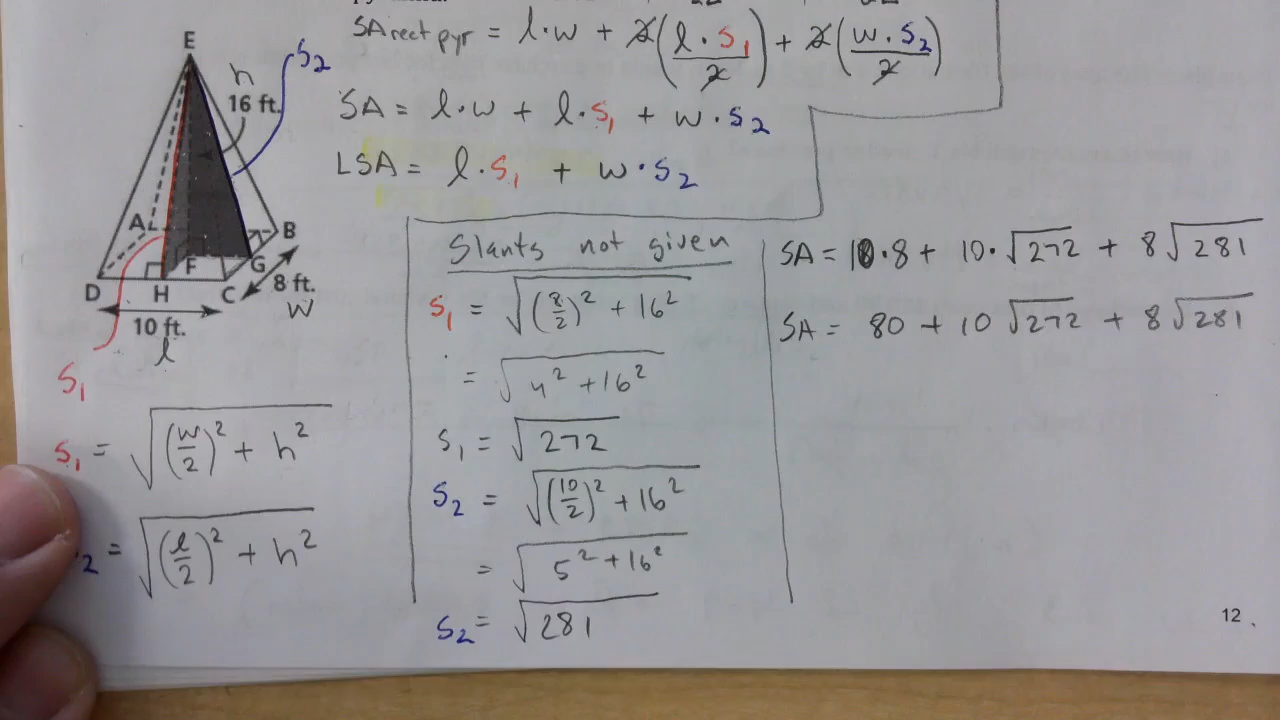 SA rect pyr = l·w + 2(l·s₁/2) + 2(w·s₂/2)
SA = l·w + l·s₁ + w·s₂
LSA = l·s₁ + w·s₂
E
s₂
h
16 ft.
A
B
F
G
D
H
C
8 ft.
w
10 ft.
l
s₁
s₁ = √((w/2)² + h²)
₂ = √((l/2)² + h²)
Slants not given
s₁ = √((8/2)² + 16²)
= √(4² + 16²)
s₁ = √272
s₂ = √((10/2)² + 16²)
= √(5² + 16²)
s₂ = √281
SA = 10·8 + 10·√272 + 8√281
SA = 80 + 10√272 + 8√281
12